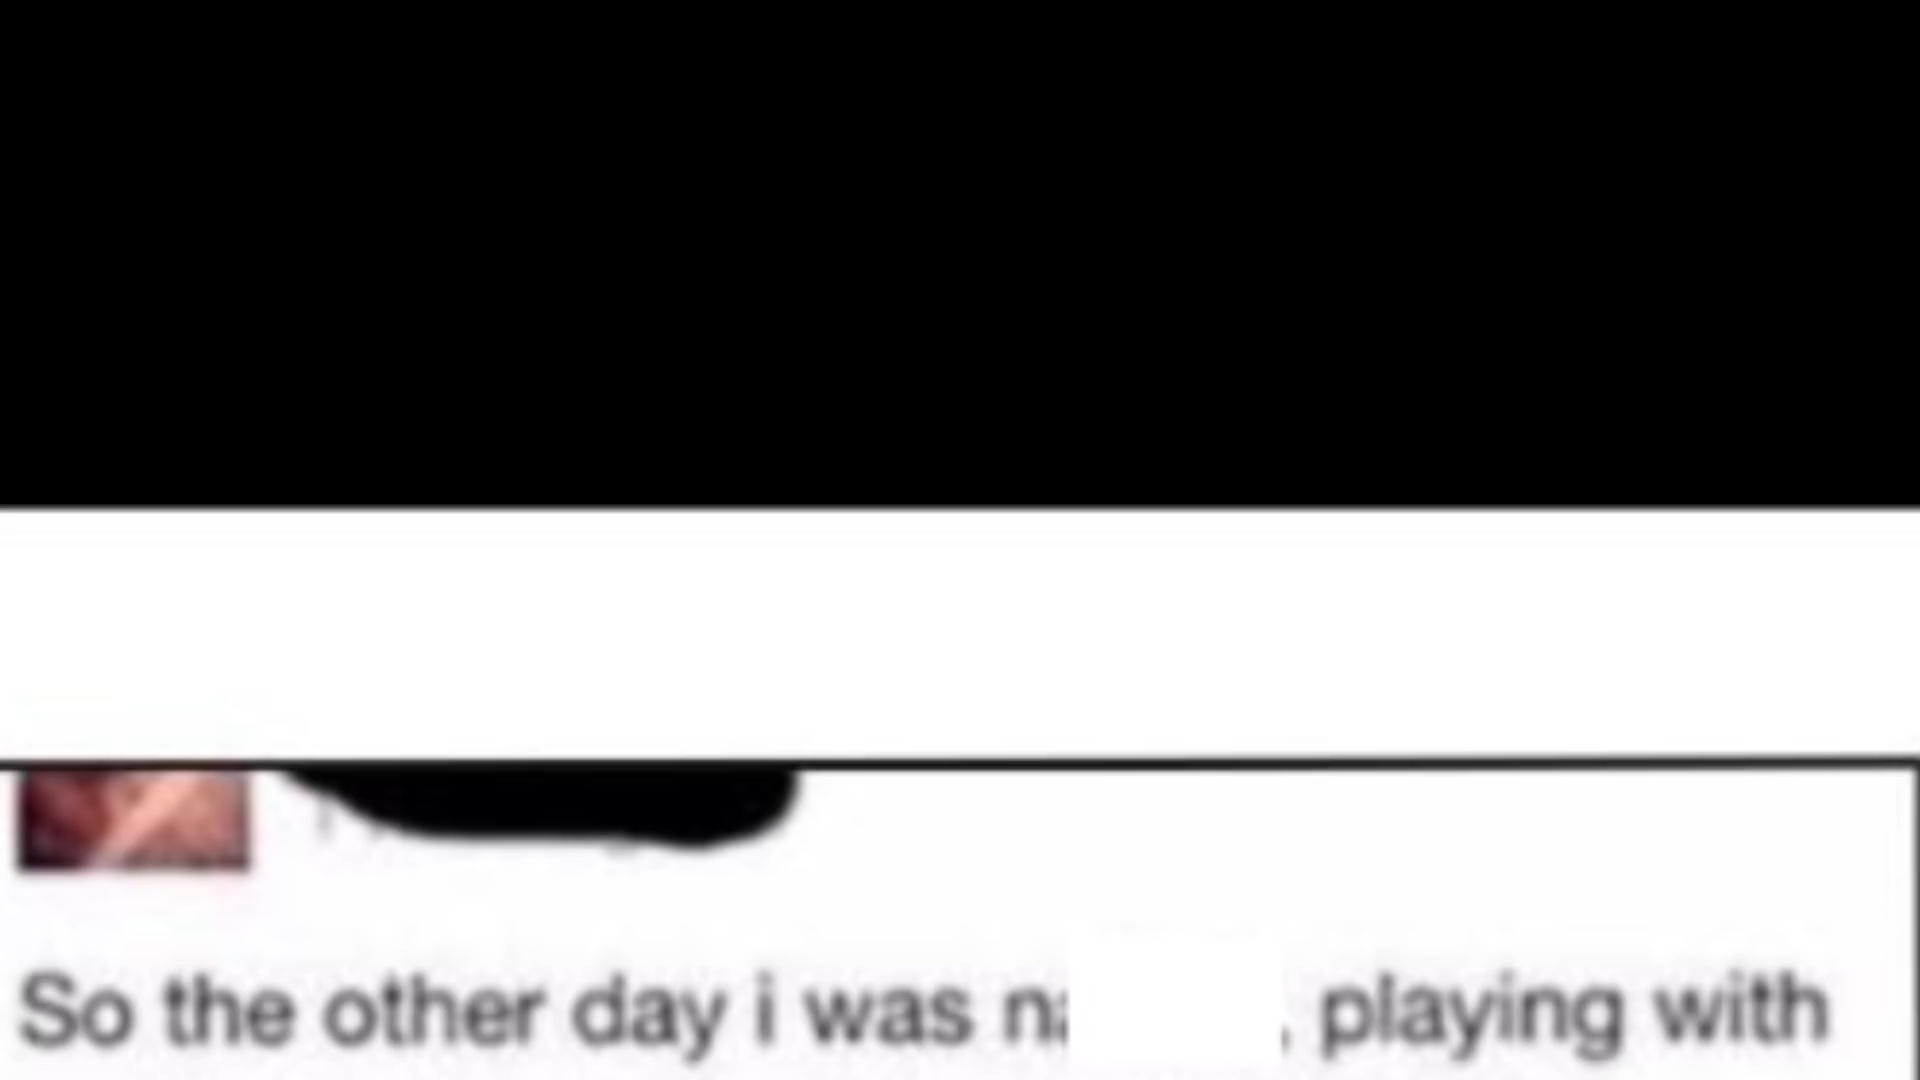 So the other day i was , playing with